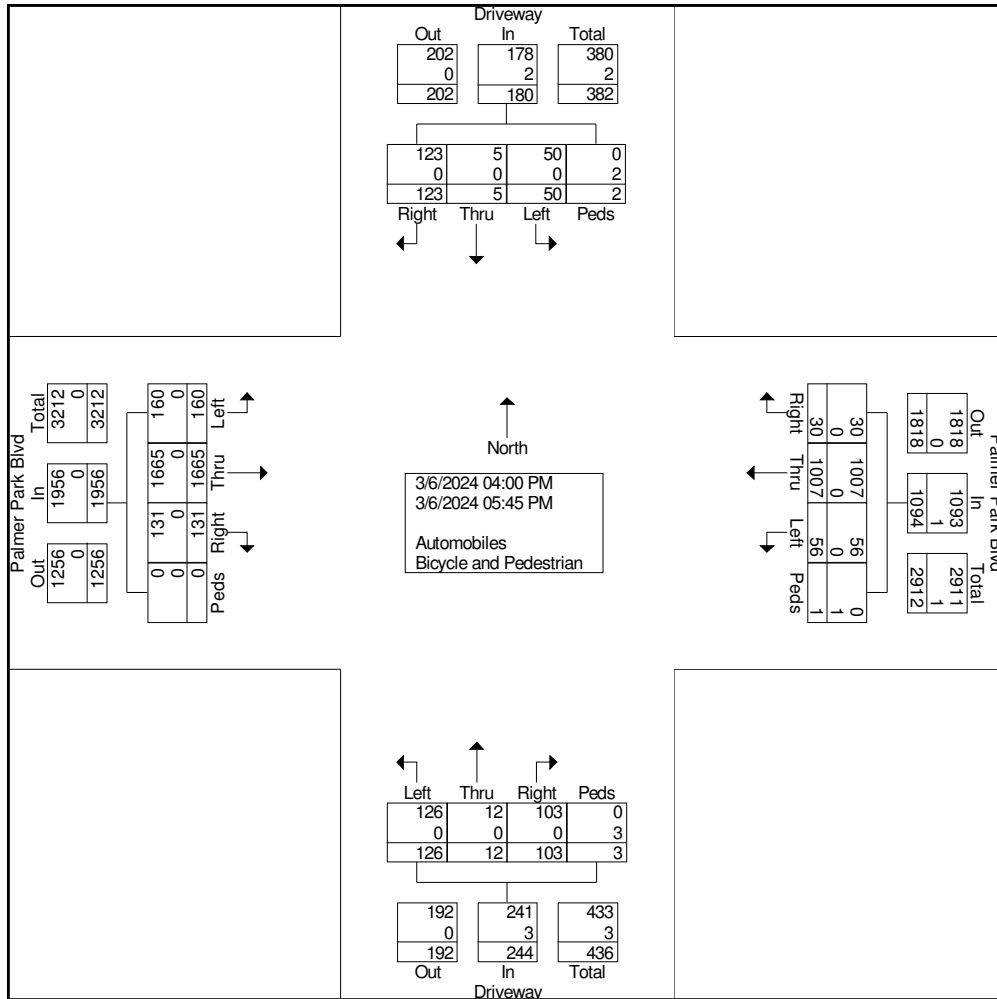 Driveway
Out In Total
202 178 380
0 2 2
202 180 382
123 5 50 0
0 0 0 2
123 5 50 2
Right Thru Left Peds
Palmer Park Blvd
Total In Out
3212 1956 1256
0 0 0
3212 1956 1256
160 1665 131 0
0 0 0 0
160 1665 131 0
Left Thru Right Peds
North
3/6/2024 04:00 PM
3/6/2024 05:45 PM
Automobiles
Bicycle and Pedestrian
Palmer Park Blvd
Out In Total
1818 1093 2911
0 1 1
1818 1094 2912
30 1007 56 0
0 0 0 1
30 1007 56 1
Right Thru Left Peds
Left Thru Right Peds
126 12 103 0
0 0 0 3
126 12 103 3
192 241 433
0 3 3
192 244 436
Out In Total
Driveway